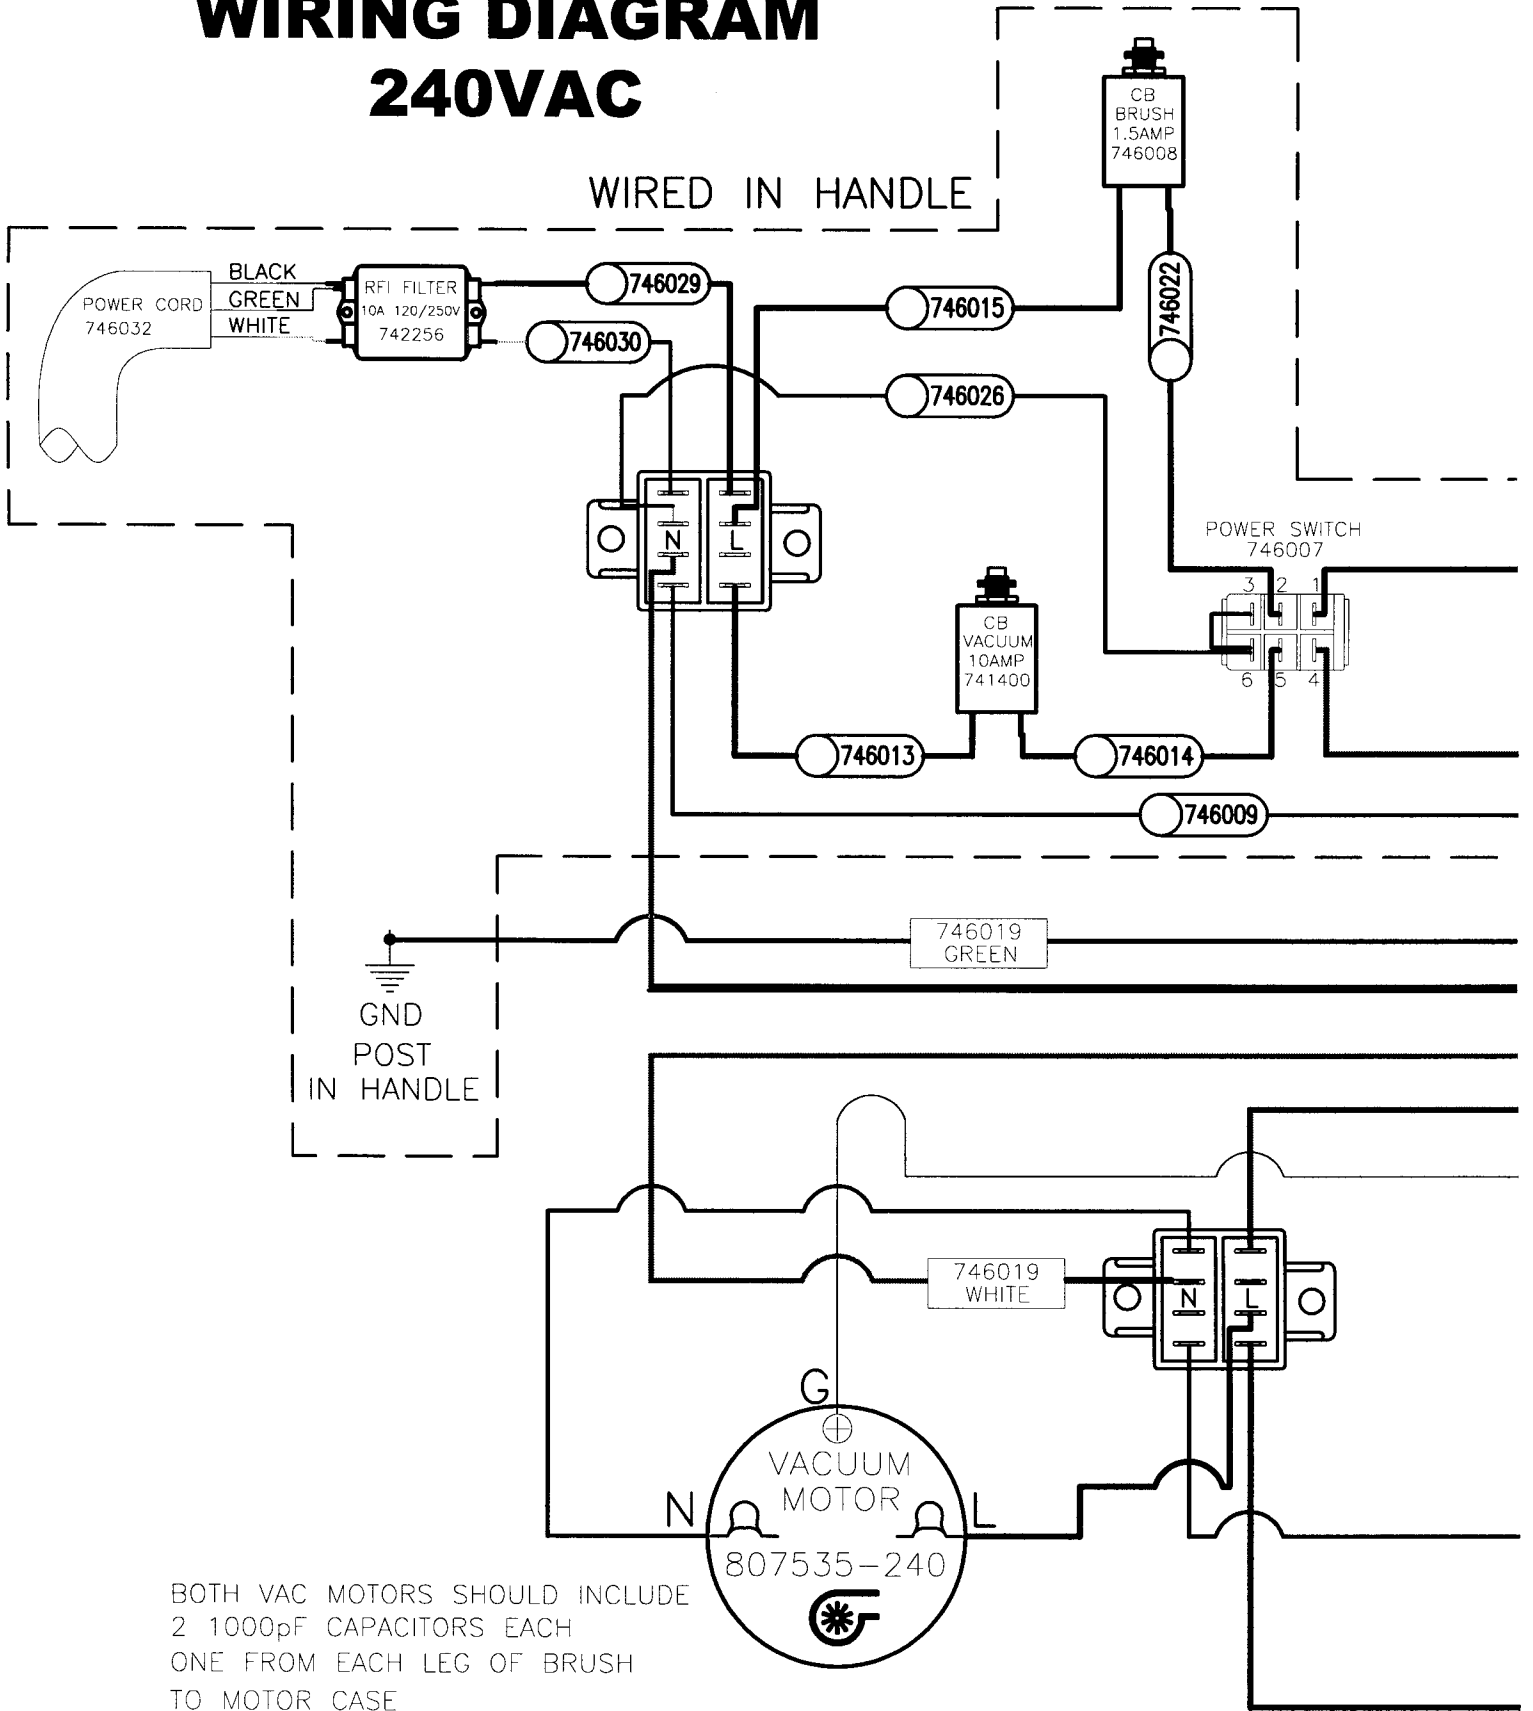 WIRING DIAGRAM
240VAC
CB
BRUSH
1.5AMP
746008
WIRED IN HANDLE
POWER CORD
746032
BLACK
GREEN
WHITE
RFI FILTER
10A 120/250V
742256
746029
746030
746015
746022
746026
N L
POWER SWITCH
746007
3 2 1
6 5 4
CB
VACUUM
10AMP
741400
746013
746014
746009
746019
GREEN
GND
POST
IN HANDLE
746019
WHITE
N L
G
VACUUM
MOTOR
N L
807535-240
BOTH VAC MOTORS SHOULD INCLUDE
2 1000pF CAPACITORS EACH
ONE FROM EACH LEG OF BRUSH
TO MOTOR CASE